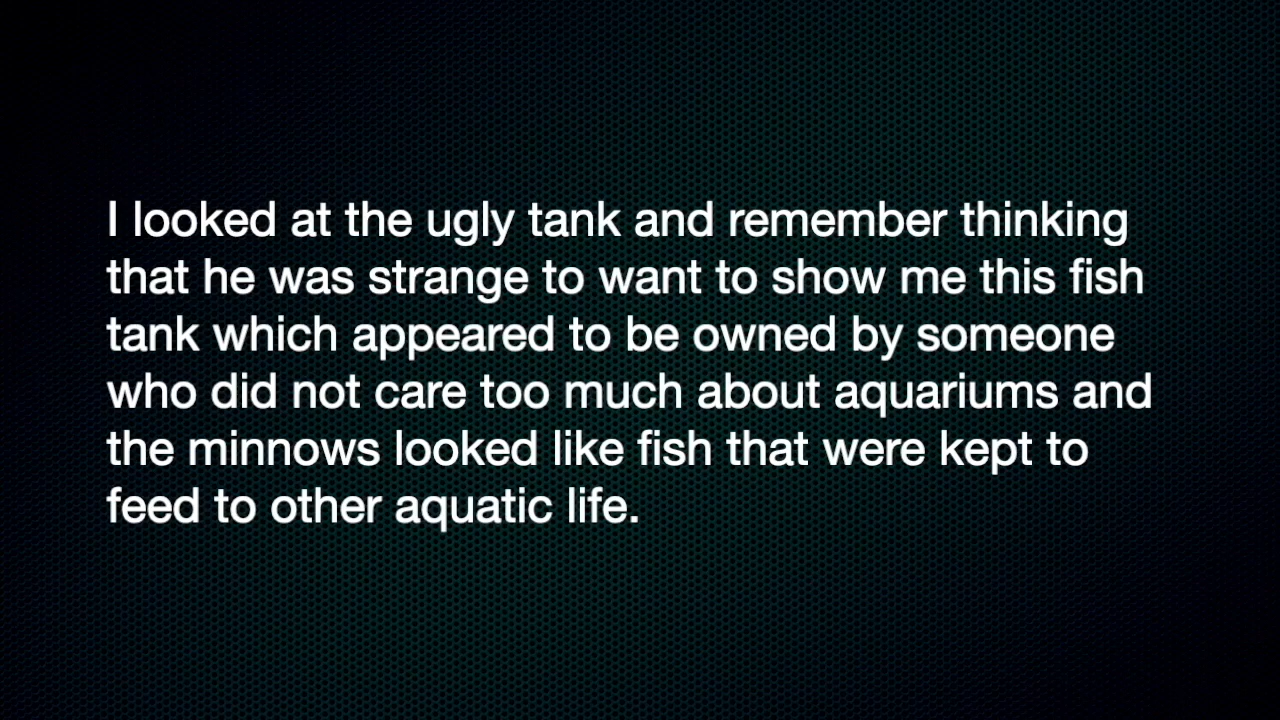 I looked at the ugly tank and remember thinking
that he was strange to want to show me this fish
tank which appeared to be owned by someone
who did not care too much about aquariums and
the minnows looked like fish that were kept to
feed to other aquatic life.